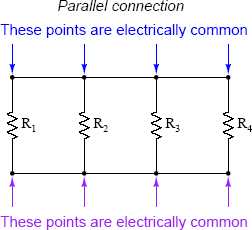 Parallel connection
These points are electrically common
R1 R2 R3 R4
These points are electrically common